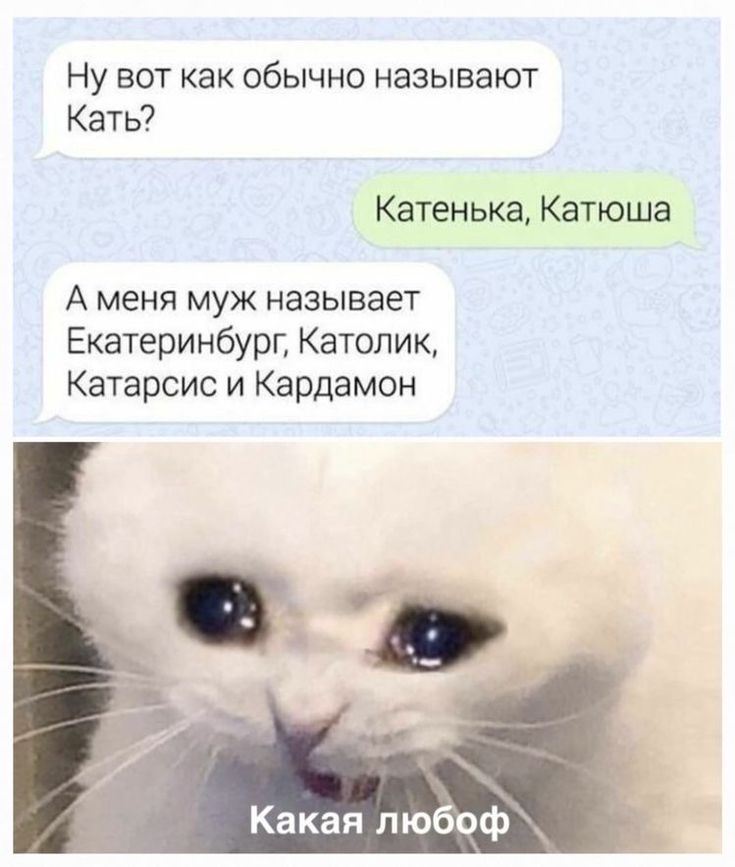 Ну вот как обычно называют
Кать?
Катенька, Катюша
А меня муж называет
Екатеринбург, Католик,
Катарсис и Кардамон
Какая любоф